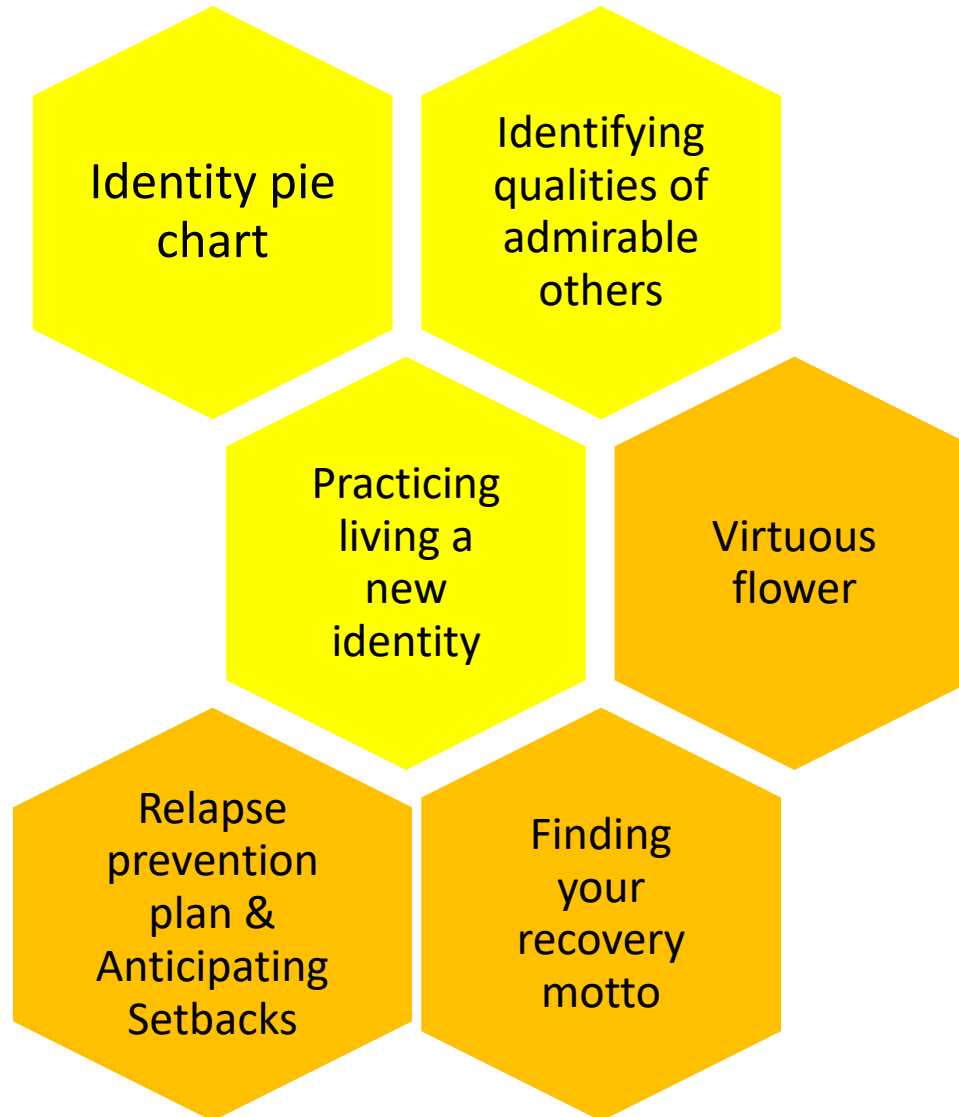 Identity pie
chart
Identifying
qualities of
admirable
others
Practicing
living a
new
identity
Virtuous
flower
Relapse
prevention
plan &
Anticipating
Setbacks
Finding
your
recovery
motto